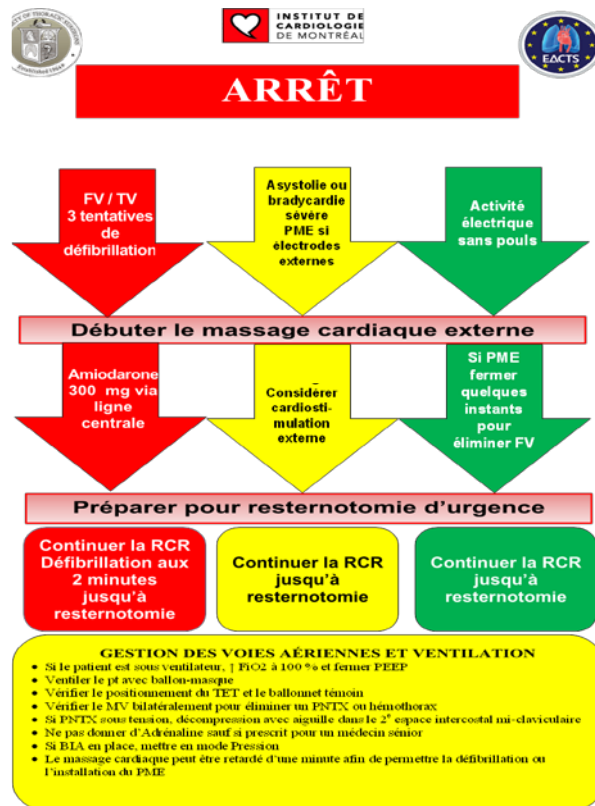 INSTITUT DE
CARDIOLOGIE
DE MONTRÉAL
EACTS
ARRÊT
FV / TV
3 tentatives
de
défibrillation
Asystolie ou
bradycardie
sévère
PME si
électrodes
externes
Activité
électrique
sans pouls
Débuter le massage cardiaque externe
Amiodarone
300 mg via
ligne
centrale
Considérer
cardiosti-
mulation
externe
Si PME
fermer
quelques
instants
pour
éliminer FV
Préparer pour resternotomie d'urgence
Continuer la RCR
Défibrillation aux
2 minutes
jusqu'à
resternotomie
Continuer la RCR
jusqu'à
resternotomie
Continuer la RCR
jusqu'à
resternotomie
GESTION DES VOIES AÉRIENNES ET VENTILATION
• Si le patient est sous ventilateur, ↑ FiO2 à 100 % et fermer PEEP
• Ventiler le pt avec ballon-masque
• Vérifier le positionnement du TET et le ballonnet témoin
• Vérifier le MV bilatéralement pour éliminer un PNTX ou hémothorax
• Si PNTX sous tension, décompression avec aiguille dans le 2e espace intercostal mi-claviculaire
• Ne pas donner d'Adrénaline sauf si prescrit pour un médecin sénior
• Si BIA en place, mettre en mode Pression
• Le massage cardiaque peut être retardé d'une minute afin de permettre la défibrillation ou
l'installation du PME